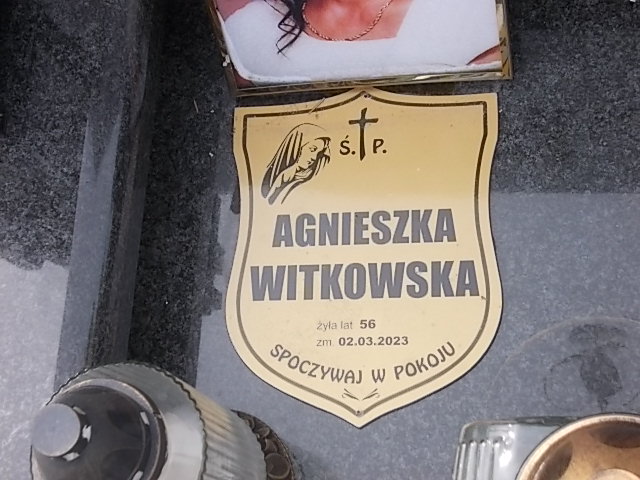 Ś. P.
AGNIESZKA
WITKOWSKA
żyła lat 56
zm. 02.03.2023
SPOCZYWAJ W POKOJU